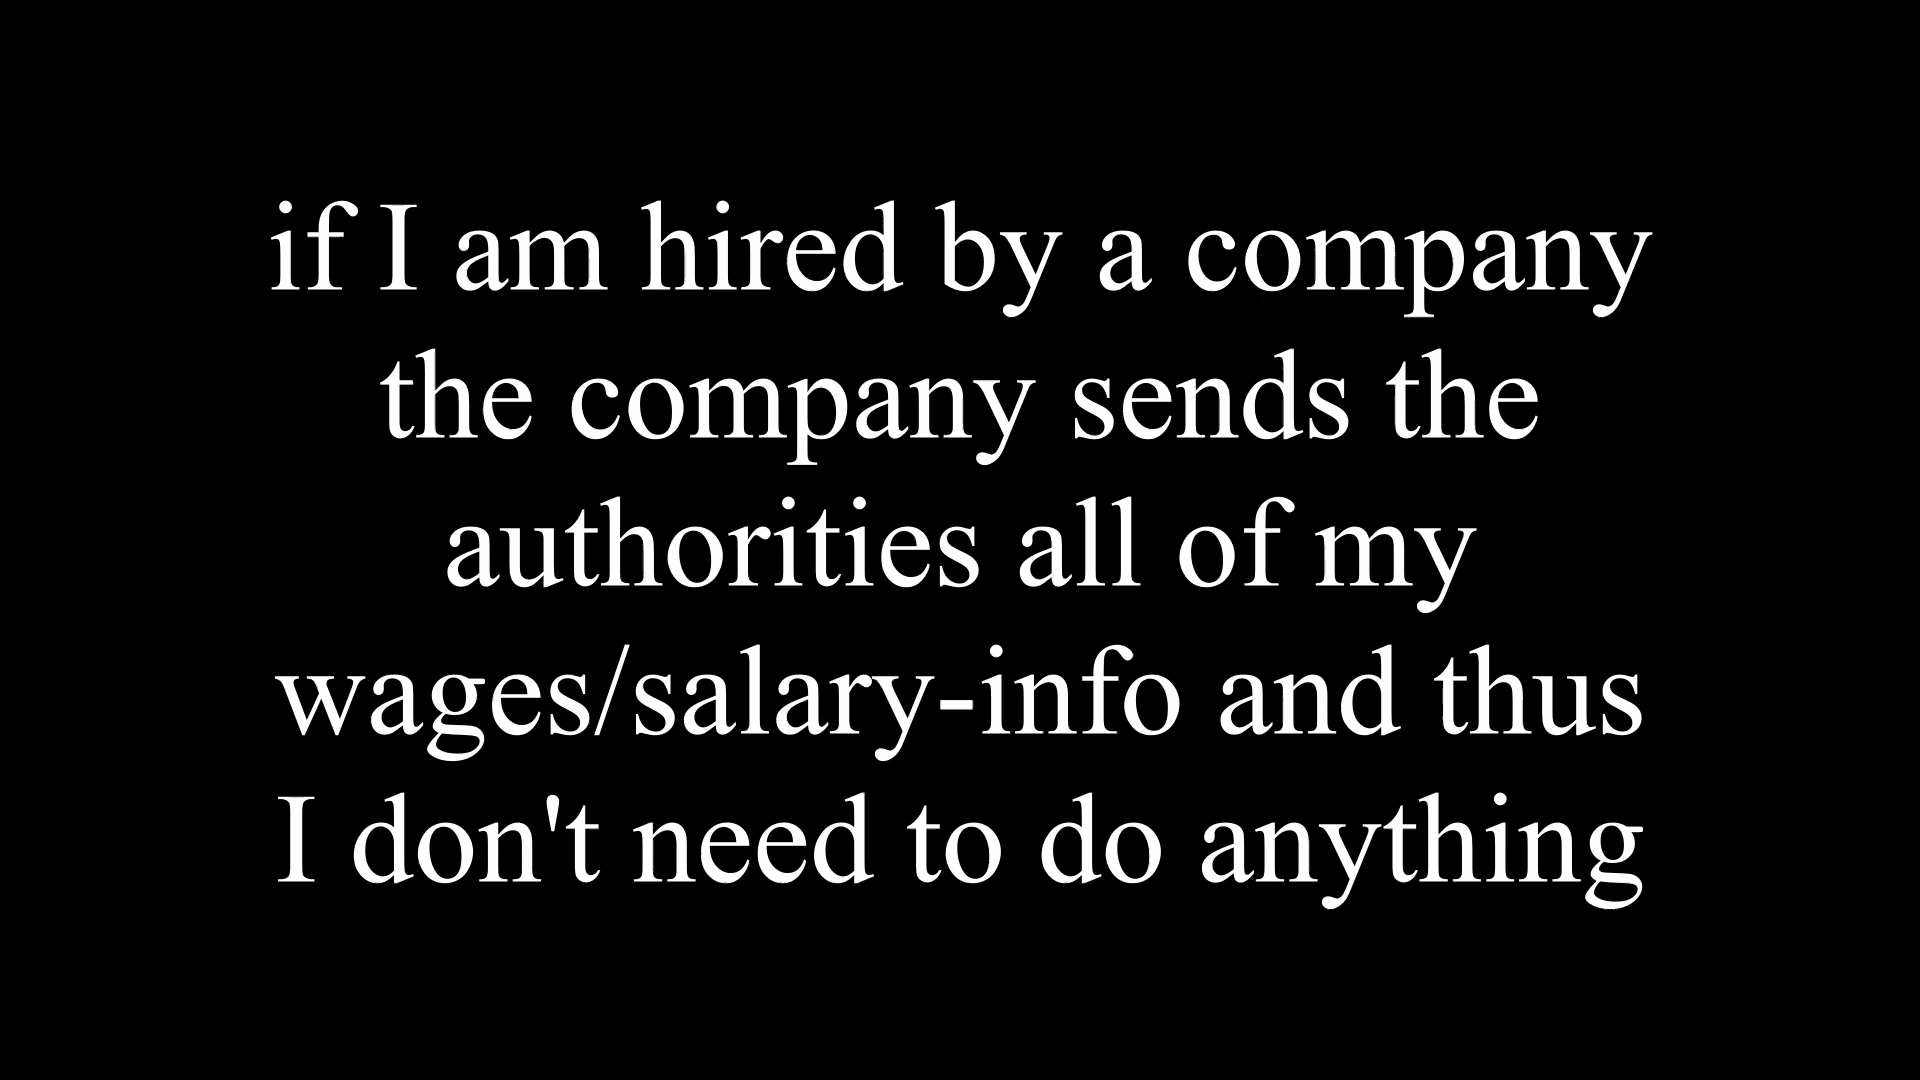 if I am hired by a company
the company sends the
authorities all of my
wages/salary-info and thus
I don't need to do anything